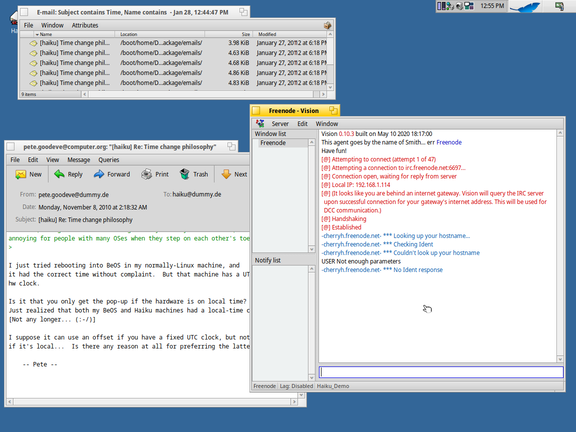 12:55 PM
E-mail: Subject contains Time, Name contains - Jan 28, 12:44:47 PM
File Window Attributes
Name Location Size Modified
[haiku] Time change phil... /boot/home/D...ackage/emails/ 3.98 KiB January 27, 2012 at 6:18 P
[haiku] Time change phil... /boot/home/D...ackage/emails/ 4.63 KiB January 27, 2012 at 6:18 P
[haiku] Time change phil... /boot/home/D...ackage/emails/ 4.68 KiB January 27, 2012 at 6:18 P
[haiku] Time change phil... /boot/home/D...ackage/emails/ 4.86 KiB January 27, 2012 at 6:18 P
[haiku] Time change phil... /boot/home/D...ackage/emails/ 4.83 KiB January 27, 2012 at 6:18 P
9 items
pete.goodeve@computer.org: "[haiku] Re: Time change philosophy"
File Edit View Message Queries
New Reply Forward Print Trash Next
From: pete.goodeve@dummy.de To: haiku@dummy.de
Date: Monday, November 8, 2010 at 2:18:32 AM
Subject: [haiku] Re: Time change philosophy
annoying for people with many OSes when they step on each other's toe
>
I just tried rebooting into BeOS in my normally-Linux machine, and
it had the correct time without complaint. But that machine has a UT
hw clock.
Is it that you only get the pop-up if the hardware is on local time?
Just realized that both my BeOS and Haiku machines had a local-time c
[Not any longer... (:-/)]
I suppose it can use an offset if you have a fixed UTC clock, but not
if it's local... Is there any reason at all for preferring the latte
-- Pete --
Freenode - Vision
Server Edit Window
Window list
Freenode
Notify list
Vision 0.10.3 built on May 10 2020 18:17:00
This agent goes by the name of Smith... err Freenode
Have fun!
[@] Attempting to connect (attempt 1 of 47)
[@] Attempting a connection to irc.freenode.net:6697...
[@] Connection open, waiting for reply from server
[@] Local IP: 192.168.1.114
[@] (It looks like you are behind an internet gateway. Vision will query the IRC server
upon successful connection for your gateway's internet address. This will be used for
DCC communication.)
[@] Handshaking
[@] Established
-cherryh.freenode.net- *** Looking up your hostname...
-cherryh.freenode.net- *** Checking Ident
-cherryh.freenode.net- *** Couldn't look up your hostname
USER Not enough parameters
-cherryh.freenode.net- *** No Ident response
Freenode Lag: Disabled Haiku_Demo